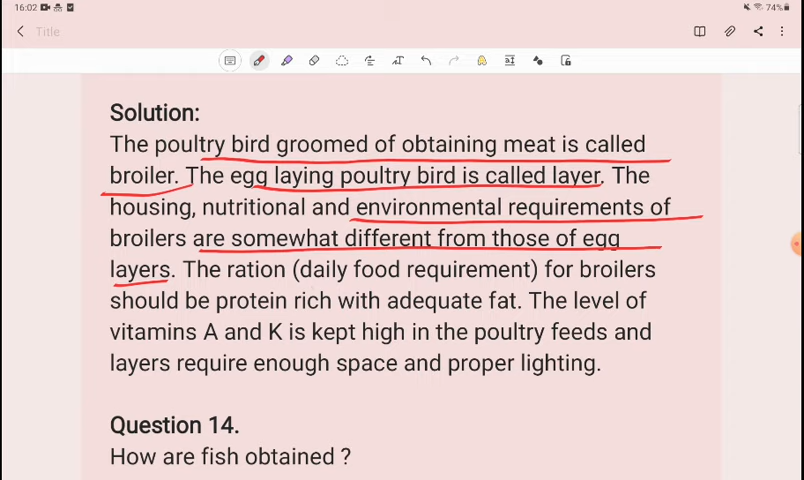 16:02
74%
Title
Solution:
The poultry bird groomed of obtaining meat is called
broiler. The egg laying poultry bird is called layer. The
housing, nutritional and environmental requirements of
broilers are somewhat different from those of egg
layers. The ration (daily food requirement) for broilers
should be protein rich with adequate fat. The level of
vitamins A and K is kept high in the poultry feeds and
layers require enough space and proper lighting.
Question 14.
How are fish obtained ?